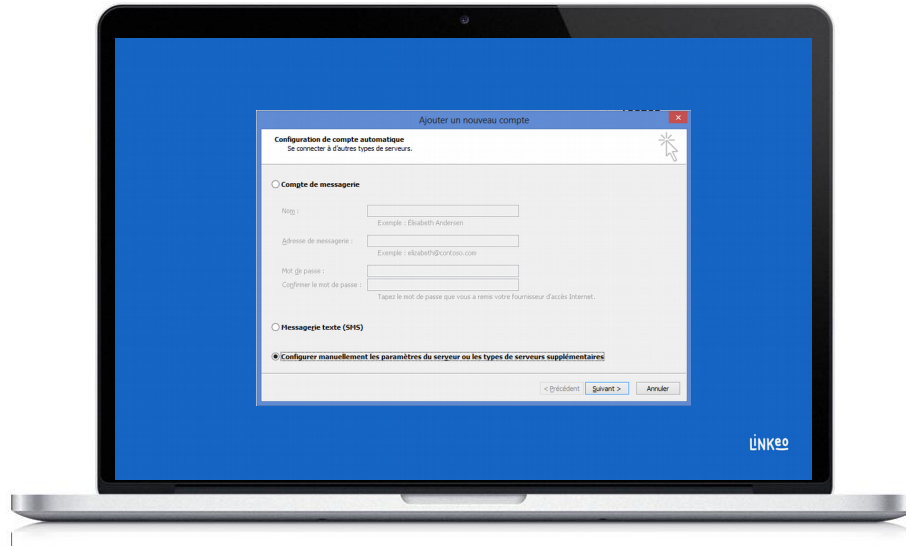 Ajouter un nouveau compte
Configuration de compte automatique
Se connecter à d'autres types de serveurs.
Compte de messagerie
Nom :
Exemple : Élisabeth Andersen
Adresse de messagerie :
Exemple : elizabeth@contoso.com
Mot de passe :
Confirmer le mot de passe :
Tapez le mot de passe que vous a remis votre fournisseur d'accès Internet.
Messagerie texte (SMS)
Configurer manuellement les paramètres du serveur ou les types de serveurs supplémentaires
< Précédent Suivant > Annuler
LiNKeo